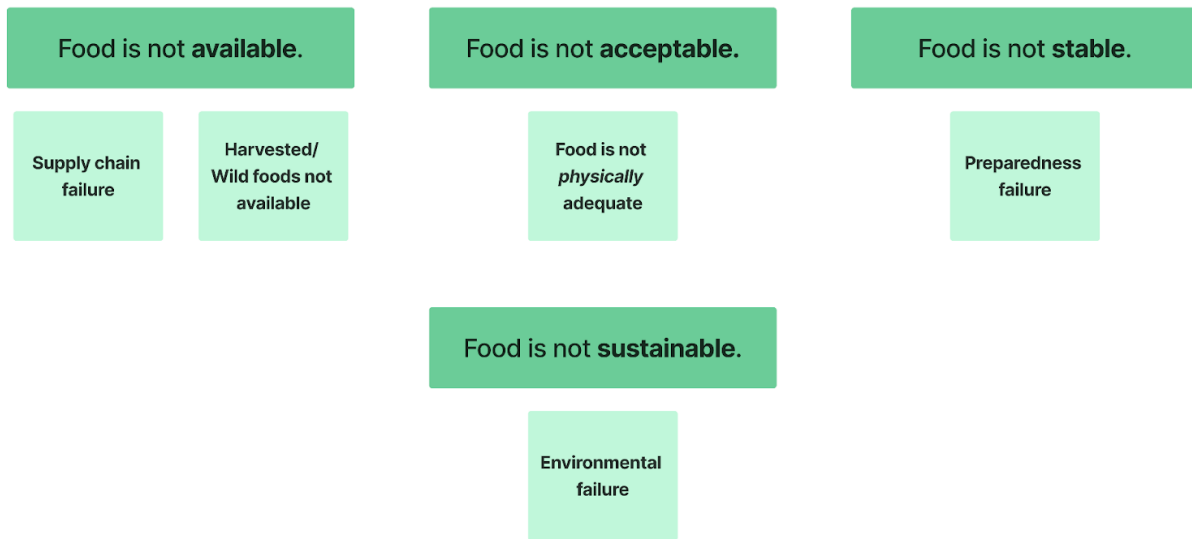 Food is not available.
Supply chain
failure
Harvested/
Wild foods not
available
Food is not acceptable.
Food is not
physically
adequate
Food is not stable.
Preparedness
failure
Food is not sustainable.
Environmental
failure